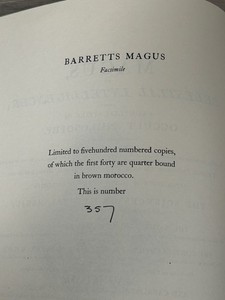 BARRETTS MAGUS
Facsimile
Limited to fivehundred numbered copies,
of which the first forty are quarter bound
in brown morocco.
This is number
357